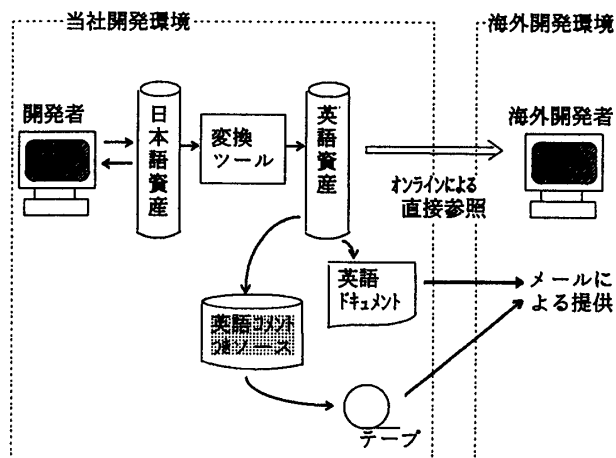 当社開発環境
海外開発環境
開発者
日本語資産
変換
ツール
英語資産
海外開発者
オンラインによる
直接参照
英語
ドキュメント
メールに
よる提供
英語コメント
つきソース
テープ